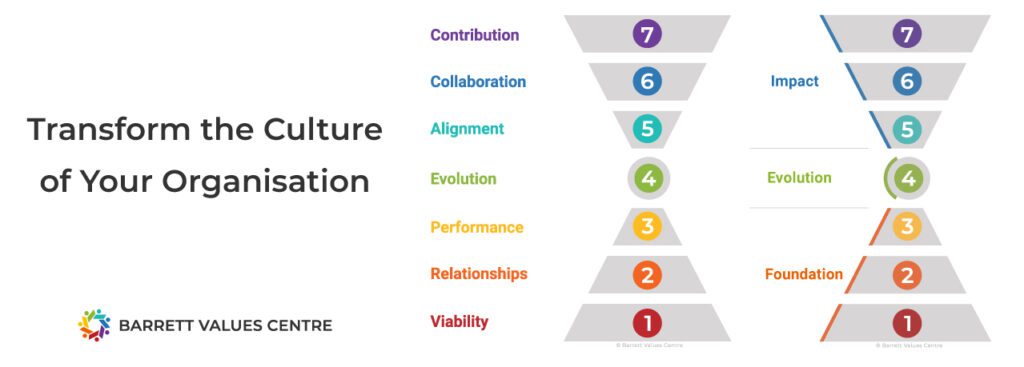 Transform the Culture
of Your Organisation
BARRETT VALUES CENTRE
Contribution
7
Collaboration
6
Alignment
5
Evolution
4
Performance
3
Relationships
2
Viability
1
© Barrett Values Centre
7
Impact
6
5
Evolution
4
3
Foundation
2
1
© Barrett Values Centre